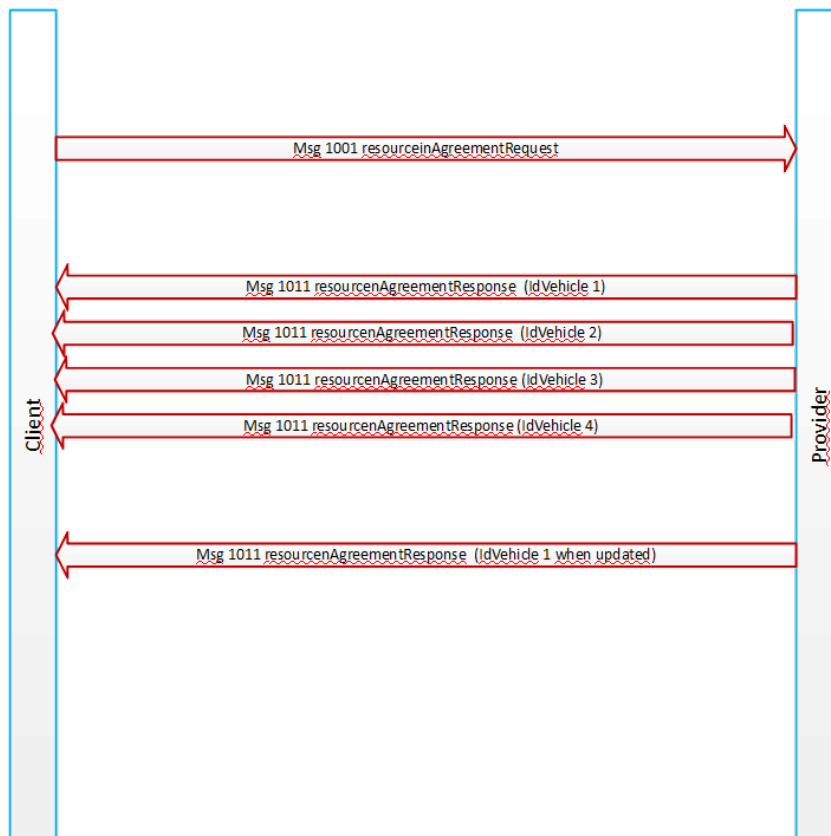 Msg 1001 resourceinAgreementRequest
Msg 1011 resourcenAgreementResponse (IdVehicle 1)
Msg 1011 resourcenAgreementResponse (IdVehicle 2)
Msg 1011 resourcenAgreementResponse (IdVehicle 3)
Msg 1011 resourcenAgreementResponse (IdVehicle 4)
Client
Provider
Msg 1011 resourcenAgreementResponse (IdVehicle 1 when updated)